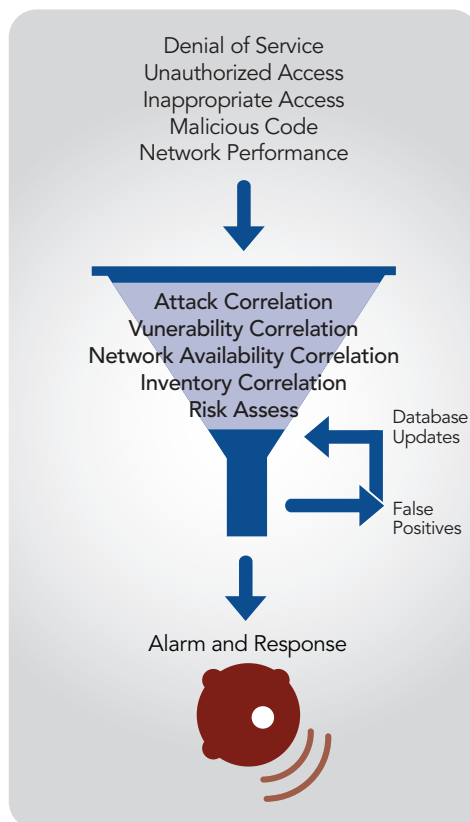 Denial of Service
Unauthorized Access
Inappropriate Access
Malicious Code
Network Performance
Attack Correlation
Vunerability Correlation
Network Availability Correlation
Inventory Correlation
Risk Assess
Database
Updates
False
Positives
Alarm and Response